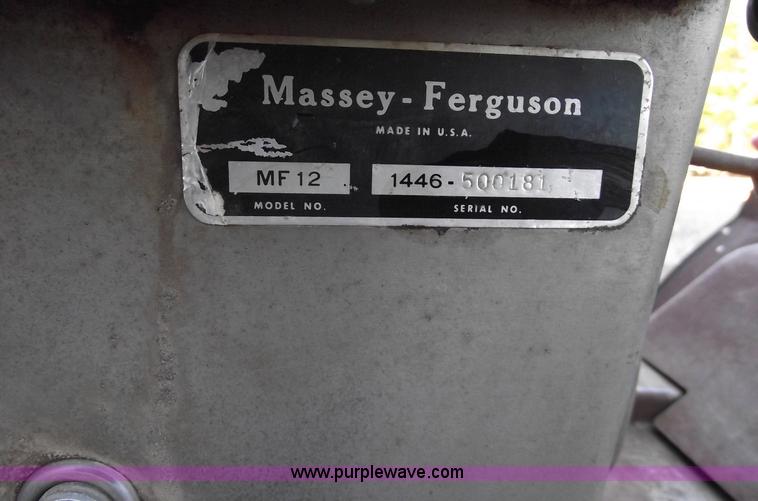 Massey-Ferguson
MADE IN U.S.A.
MF 12 1446-500181
MODEL NO. SERIAL NO.
www.purplewave.com